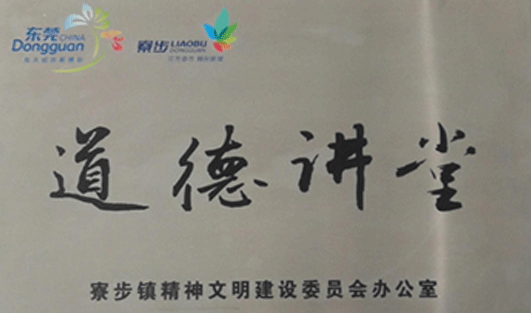 东莞 CHINA
Dongguan
寮步 LIAOBU
DONGGUAN
道德讲堂
寮步镇精神文明建设委员会办公室